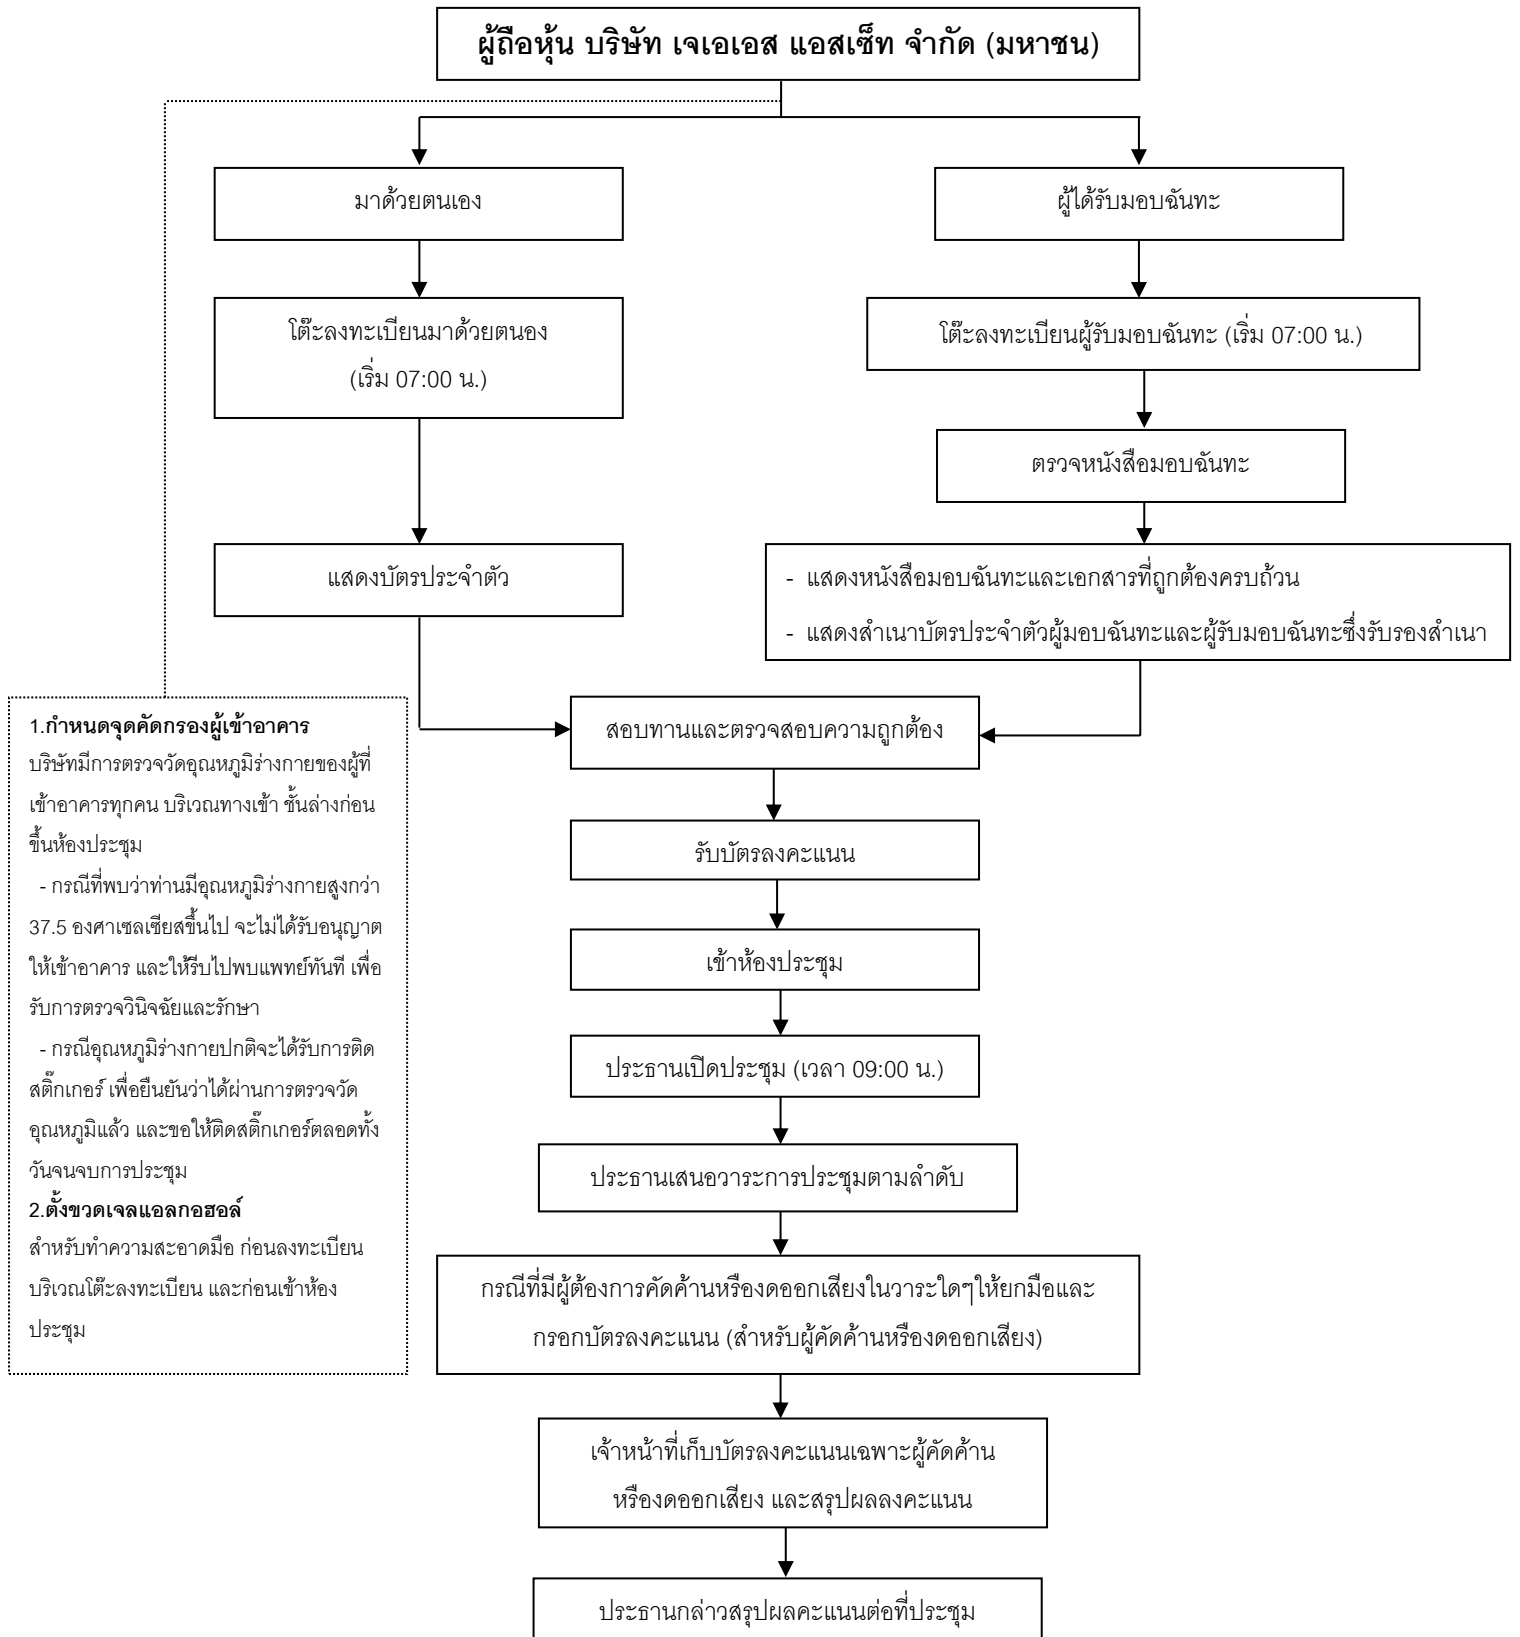 ผู้ถือหุ้น บริษัท เจเอเอส แอสเซ็ท จำกัด (มหาชน)
มาด้วยตนเอง
ผู้ได้รับมอบฉันทะ
โต๊ะลงทะเบียนมาด้วยตนอง
(เริ่ม 07:00 น.)
โต๊ะลงทะเบียนผู้รับมอบฉันทะ (เริ่ม 07:00 น.)
ตรวจหนังสือมอบฉันทะ
แสดงบัตรประจำตัว
- แสดงหนังสือมอบฉันทะและเอกสารที่ถูกต้องครบถ้วน
- แสดงสำเนาบัตรประจำตัวผู้มอบฉันทะและผู้รับมอบฉันทะซึ่งรับรองสำเนา
1.กำหนดจุดคัดกรองผู้เข้าอาคาร
บริษัทมีการตรวจวัดอุณหภูมิร่างกายของผู้ที่
เข้าอาคารทุกคน บริเวณทางเข้า ชั้นล่างก่อน
ขึ้นห้องประชุม
- กรณีที่พบว่าท่านมีอุณหภูมิร่างกายสูงกว่า
37.5 องศาเซลเซียสขึ้นไป จะไม่ได้รับอนุญาต
ให้เข้าอาคาร และให้รีบไปพบแพทย์ทันที เพื่อ
รับการตรวจวินิจฉัยและรักษา
- กรณีอุณหภูมิร่างกายปกติจะได้รับการติด
สติ๊กเกอร์ เพื่อยืนยันว่าได้ผ่านการตรวจวัด
อุณหภูมิแล้ว และขอให้ติดสติ๊กเกอร์ตลอดทั้ง
วันจนจบการประชุม
2.ตั้งขวดเจลแอลกอฮอล์
สำหรับทำความสะอาดมือ ก่อนลงทะเบียน
บริเวณโต๊ะลงทะเบียน และก่อนเข้าห้อง
ประชุม
สอบทานและตรวจสอบความถูกต้อง
รับบัตรลงคะแนน
เข้าห้องประชุม
ประธานเปิดประชุม (เวลา 09:00 น.)
ประธานเสนอวาระการประชุมตามลำดับ
กรณีที่มีผู้ต้องการคัดค้านหรืองดออกเสียงในวาระใดๆให้ยกมือและ
กรอกบัตรลงคะแนน (สำหรับผู้คัดค้านหรืองดออกเสียง)
เจ้าหน้าที่เก็บบัตรลงคะแนนเฉพาะผู้คัดค้าน
หรืองดออกเสียง และสรุปผลลงคะแนน
ประธานกล่าวสรุปผลคะแนนต่อที่ประชุม